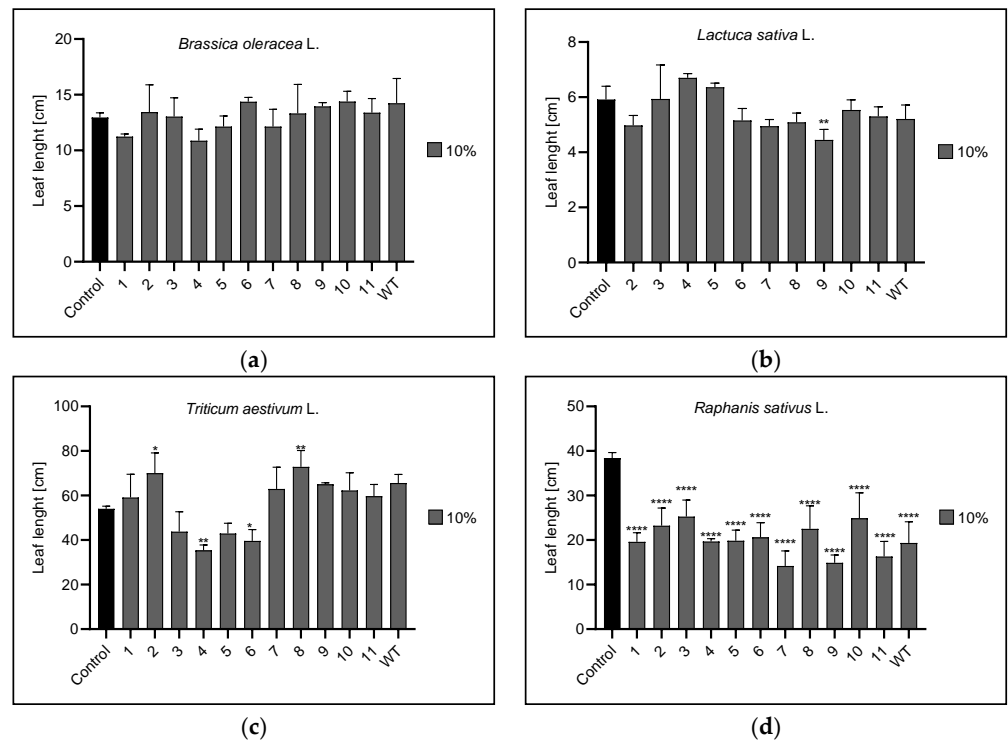 Brassica oleracea L.
Leaf lenght [cm]
20
15
10
5
0
Control 1 2 3 4 5 6 7 8 9 10 11 WT
10%
(a)
Lactuca sativa L.
Leaf lenght [cm]
8
6
4
2
0
**
Control 2 3 4 5 6 7 8 9 10 11 WT
10%
(b)
Triticum aestivum L.
Leaf lenght [cm]
100
80
60
40
20
0
* ** * **
Control 1 2 3 4 5 6 7 8 9 10 11 WT
10%
(c)
Raphanis sativus L.
Leaf lenght [cm]
50
40
30
20
10
0
**** **** **** **** **** **** **** **** **** **** **** ****
Control 1 2 3 4 5 6 7 8 9 10 11 WT
10%
(d)